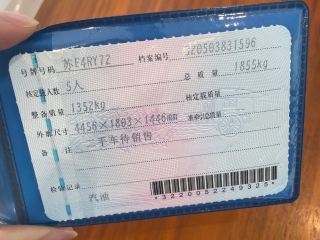 号牌号码 苏E4RY72 档案编号 320503831596
核定载人数 5人 总质量 1855kg
整备质量 1352kg 核定载质量
外廓尺寸 4456×1803×1446mm 准牵引总质量
备注 二手车待销售
检验记录
汽油
*3220052249325*